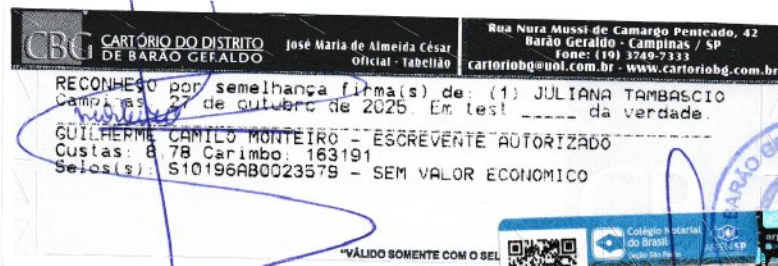 CBG CARTÓRIO DO DISTRITO
DE BARÃO GERALDO
José Maria de Almeida César
Oficial - Tabelião
Rua Nura Mussi de Camargo Penteado, 42
Barão Geraldo - Campinas / SP
Fone: (19) 3749-7333
cartoriobg@uol.com.br - www.cartoriobg.com.br
RECONHEÇO por semelhança firma(s) de: (1) JULIANA TAMBASCIO
Campinas, 27 de outubro de 2025. Em test _____ da verdade.
GUILHERME CAMILO MONTEIRO - ESCREVENTE AUTORIZADO
Custas: 8,78 Carimbo: 163191
Selos(s): S10196AB0023579 - SEM VALOR ECONOMICO
"VÁLIDO SOMENTE COM O SEL
Colégio Notarial
do Brasil
Seção São Paulo
BARÃO GE